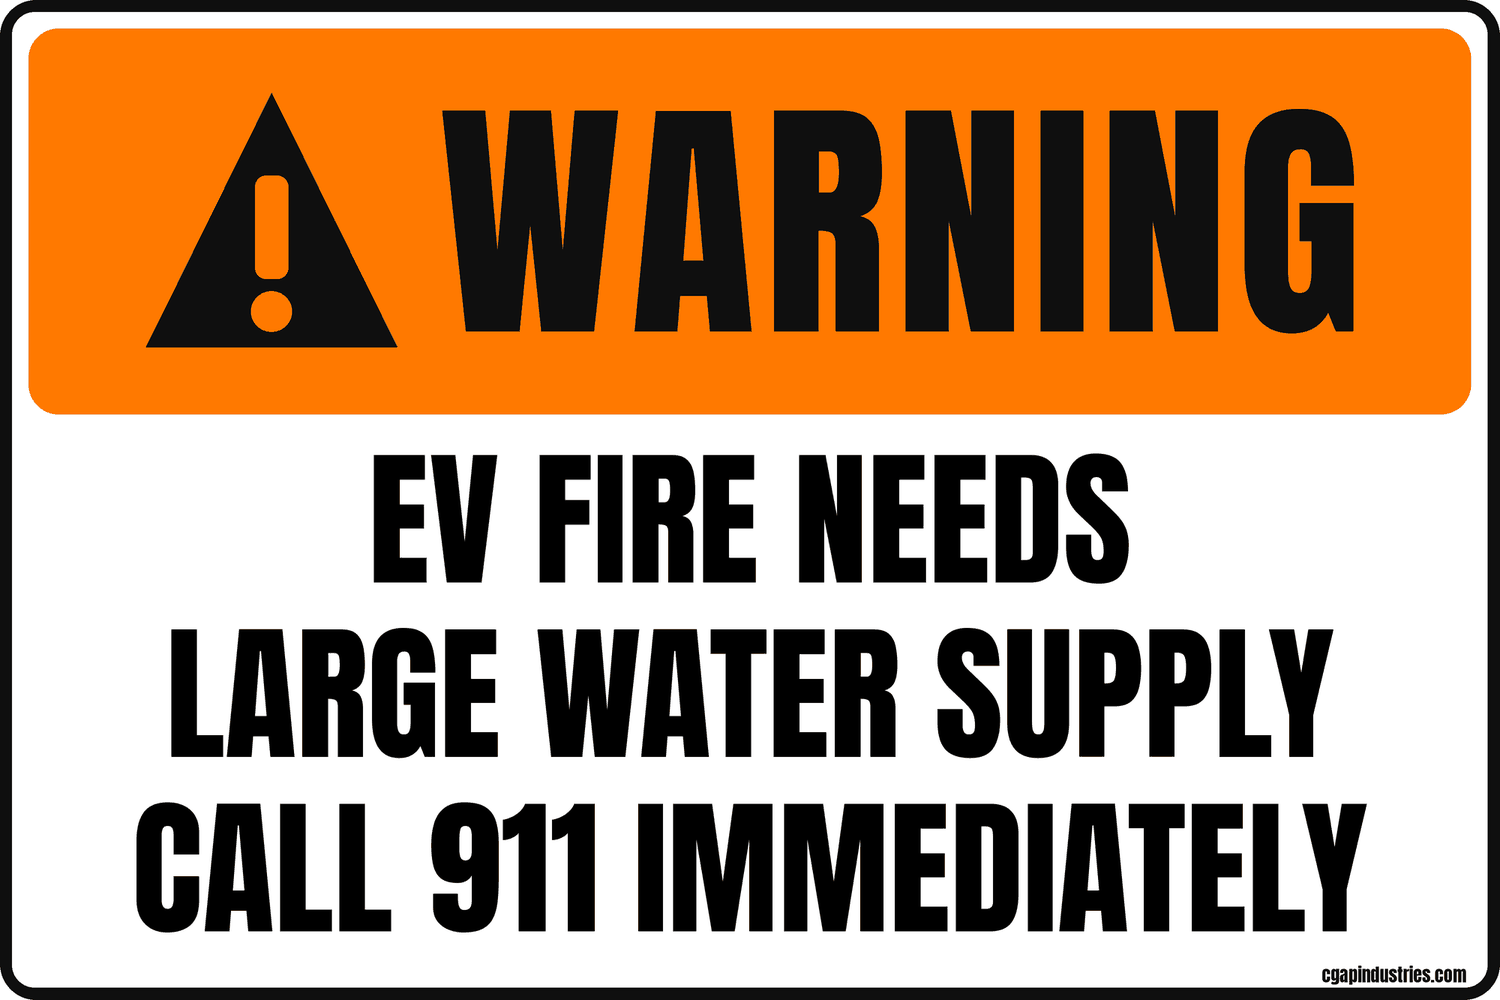 WARNING
EV FIRE NEEDS
LARGE WATER SUPPLY
CALL 911 IMMEDIATELY
cgapindustries.com